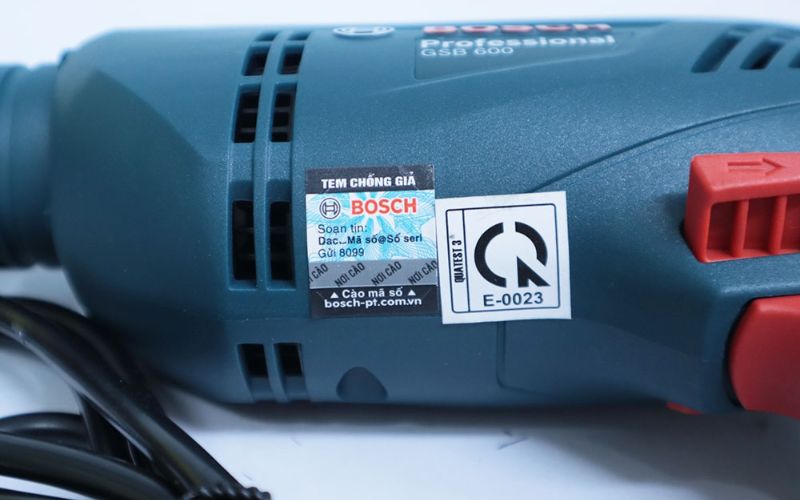 BOSCH
Professional
GSB 600
TEM CHỐNG GIẢ
BOSCH
Soạn tin:
Dac...Mã số@Số seri
Gửi 8099
NƠI CÀO NƠI CÀO NƠI CÀO
▲ Cào mã số ▲
bosch-pt.com.vn
QUATEST 3
E-0023